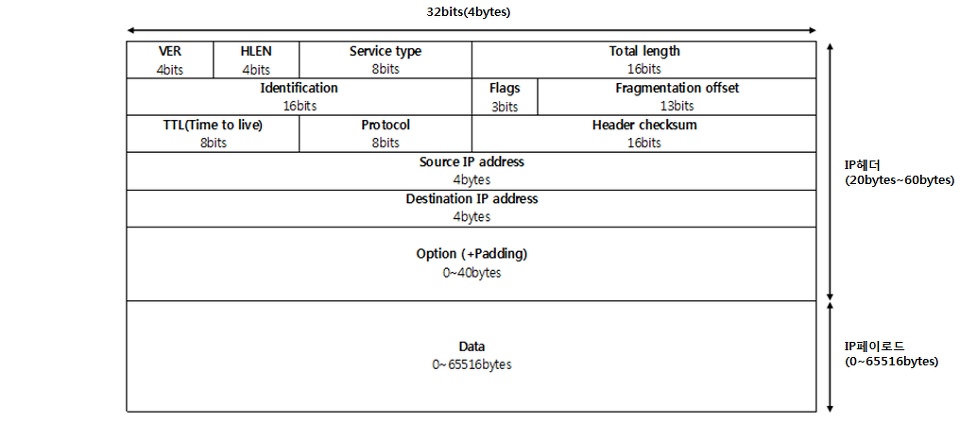 32bits(4bytes)
VER HLEN Service type Total length
4bits 4bits 8bits 16bits
Identification Flags Fragmentation offset
16bits 3bits 13bits
TTL(Time to live) Protocol Header checksum
8bits 8bits 16bits
Source IP address
4bytes
IP헤더
(20bytes~60bytes)
Destination IP address
4bytes
Option (+Padding)
0~40bytes
Data
0~65516bytes
IP페이로드
(0~65516bytes)